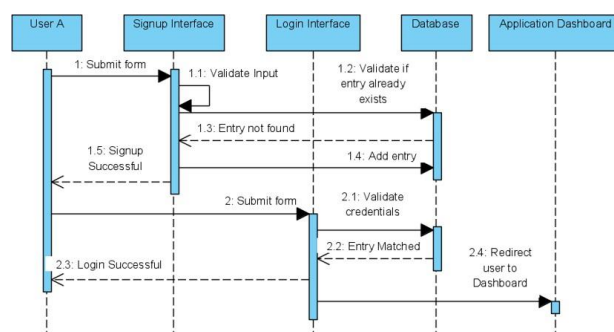 User A
Signup Interface
Login Interface
Database
Application Dashboard
1: Submit form
1.1: Validate Input
1.2: Validate if
entry already
exists
1.3: Entry not found
1.4: Add entry
1.5: Signup
Successful
2: Submit form
2.1: Validate
credentials
2.2: Entry Matched
2.3: Login Successful
2.4: Redirect
user to
Dashboard